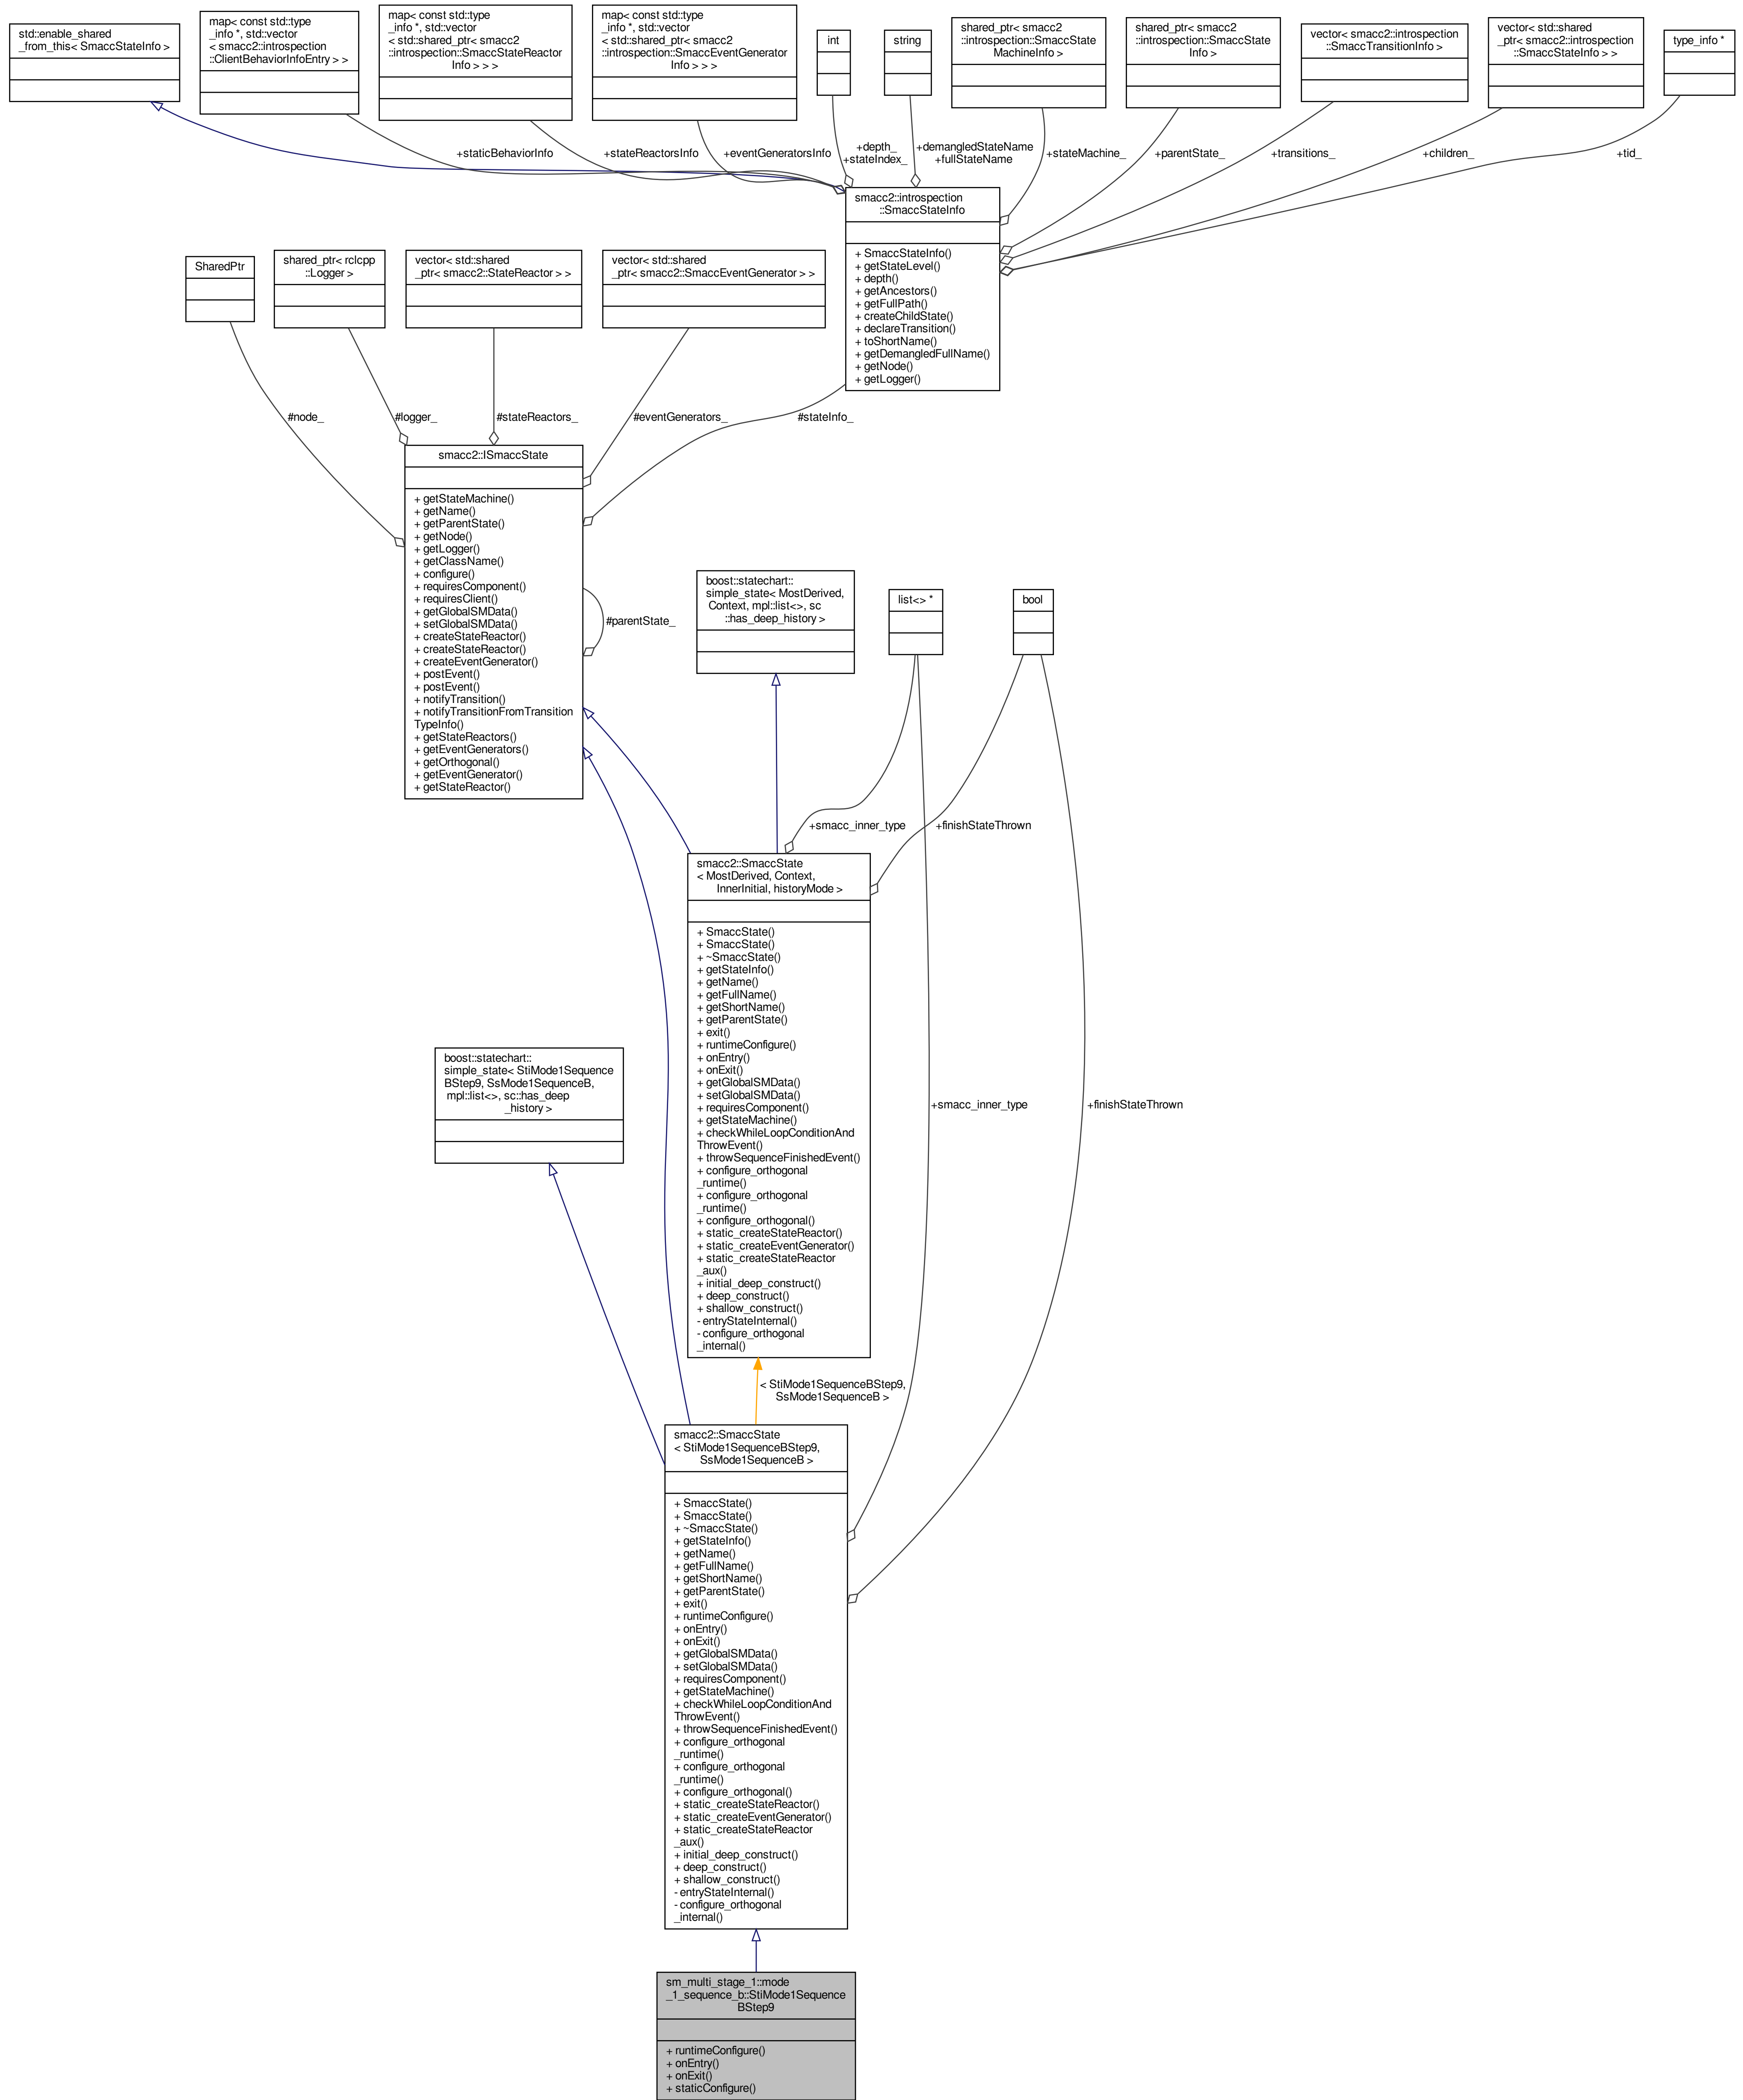 std::enable_shared
_from_this< SmaccStateInfo >
map< const std::type
_info *, std::vector
< smacc2::introspection
::ClientBehaviorInfoEntry > >
map< const std::type
_info *, std::vector
< std::shared_ptr< smacc2
::introspection::SmaccStateReactor
Info > > >
map< const std::type
_info *, std::vector
< std::shared_ptr< smacc2
::introspection::SmaccEventGenerator
Info > > >
int
string
shared_ptr< smacc2
::introspection::SmaccState
MachineInfo >
shared_ptr< smacc2
::introspection::SmaccState
Info >
vector< smacc2::introspection
::SmaccTransitionInfo >
vector< std::shared
_ptr< smacc2::introspection
::SmaccStateInfo > >
type_info *
+staticBehaviorInfo
+stateReactorsInfo
+eventGeneratorsInfo
+depth_
+stateIndex_
+demangledStateName
+fullStateName
+stateMachine_
+parentState_
+transitions_
+children_
+tid_
smacc2::introspection
::SmaccStateInfo
+ SmaccStateInfo()
+ getStateLevel()
+ depth()
+ getAncestors()
+ getFullPath()
+ createChildState()
+ declareTransition()
+ toShortName()
+ getDemangledFullName()
+ getNode()
+ getLogger()
SharedPtr
shared_ptr< rclcpp
::Logger >
vector< std::shared
_ptr< smacc2::StateReactor > >
vector< std::shared
_ptr< smacc2::SmaccEventGenerator > >
#node_
#logger_
#stateReactors_
#eventGenerators_
#stateInfo_
smacc2::ISmaccState
+ getStateMachine()
+ getName()
+ getParentState()
+ getNode()
+ getLogger()
+ getClassName()
+ configure()
+ requiresComponent()
+ requiresClient()
+ getGlobalSMData()
+ setGlobalSMData()
+ createStateReactor()
+ createStateReactor()
+ createEventGenerator()
+ postEvent()
+ postEvent()
+ notifyTransition()
+ notifyTransitionFromTransition
TypeInfo()
+ getStateReactors()
+ getEventGenerators()
+ getOrthogonal()
+ getEventGenerator()
+ getStateReactor()
#parentState_
boost::statechart::
simple_state< MostDerived,
Context, mpl::list<>, sc
::has_deep_history >
list<> *
bool
+smacc_inner_type
+finishStateThrown
smacc2::SmaccState
< MostDerived, Context,
InnerInitial, historyMode >
+ SmaccState()
+ SmaccState()
+ ~SmaccState()
+ getStateInfo()
+ getName()
+ getFullName()
+ getShortName()
+ getParentState()
+ exit()
+ runtimeConfigure()
+ onEntry()
+ onExit()
+ getGlobalSMData()
+ setGlobalSMData()
+ requiresComponent()
+ getStateMachine()
+ checkWhileLoopConditionAnd
ThrowEvent()
+ throwSequenceFinishedEvent()
+ configure_orthogonal
_runtime()
+ configure_orthogonal
_runtime()
+ configure_orthogonal()
+ static_createStateReactor()
+ static_createEventGenerator()
+ static_createStateReactor
_aux()
+ initial_deep_construct()
+ deep_construct()
+ shallow_construct()
- entryStateInternal()
- configure_orthogonal
_internal()
boost::statechart::
simple_state< StiMode1Sequence
BStep9, SsMode1SequenceB,
mpl::list<>, sc::has_deep
_history >
+smacc_inner_type
+finishStateThrown
< StiMode1SequenceBStep9,
SsMode1SequenceB >
smacc2::SmaccState
< StiMode1SequenceBStep9,
SsMode1SequenceB >
+ SmaccState()
+ SmaccState()
+ ~SmaccState()
+ getStateInfo()
+ getName()
+ getFullName()
+ getShortName()
+ getParentState()
+ exit()
+ runtimeConfigure()
+ onEntry()
+ onExit()
+ getGlobalSMData()
+ setGlobalSMData()
+ requiresComponent()
+ getStateMachine()
+ checkWhileLoopConditionAnd
ThrowEvent()
+ throwSequenceFinishedEvent()
+ configure_orthogonal
_runtime()
+ configure_orthogonal
_runtime()
+ configure_orthogonal()
+ static_createStateReactor()
+ static_createEventGenerator()
+ static_createStateReactor
_aux()
+ initial_deep_construct()
+ deep_construct()
+ shallow_construct()
- entryStateInternal()
- configure_orthogonal
_internal()
sm_multi_stage_1::mode
_1_sequence_b::StiMode1Sequence
BStep9
+ runtimeConfigure()
+ onEntry()
+ onExit()
+ staticConfigure()